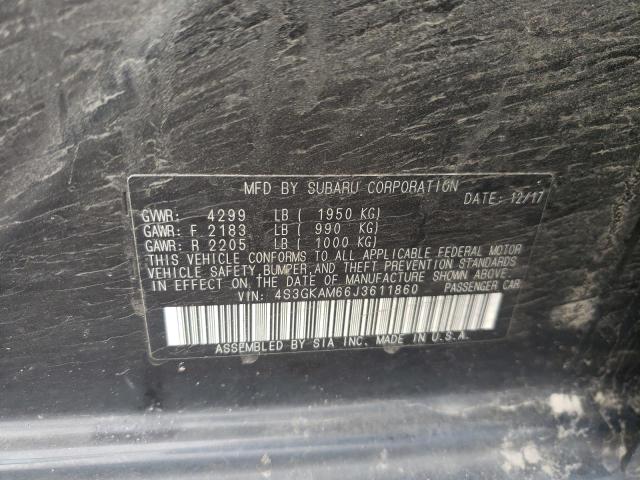 MFD BY SUBARU CORPORATION
DATE: 12/17
GVWR: 4299 LB ( 1950 KG)
GAWR: F 2183 LB ( 990 KG)
GAWR: R 2205 LB ( 1000 KG)
THIS VEHICLE CONFORMS TO ALL APPLICABLE FEDERAL MOTOR
VEHICLE SAFETY, BUMPER, AND THEFT PREVENTION STANDARDS
IN EFFECT ON THE DATE OF MANUFACTURE SHOWN ABOVE.
VIN: 4S3GKAM66J3611860 PASSENGER CAR
ASSEMBLED BY SIA INC. MADE IN U.S.A.